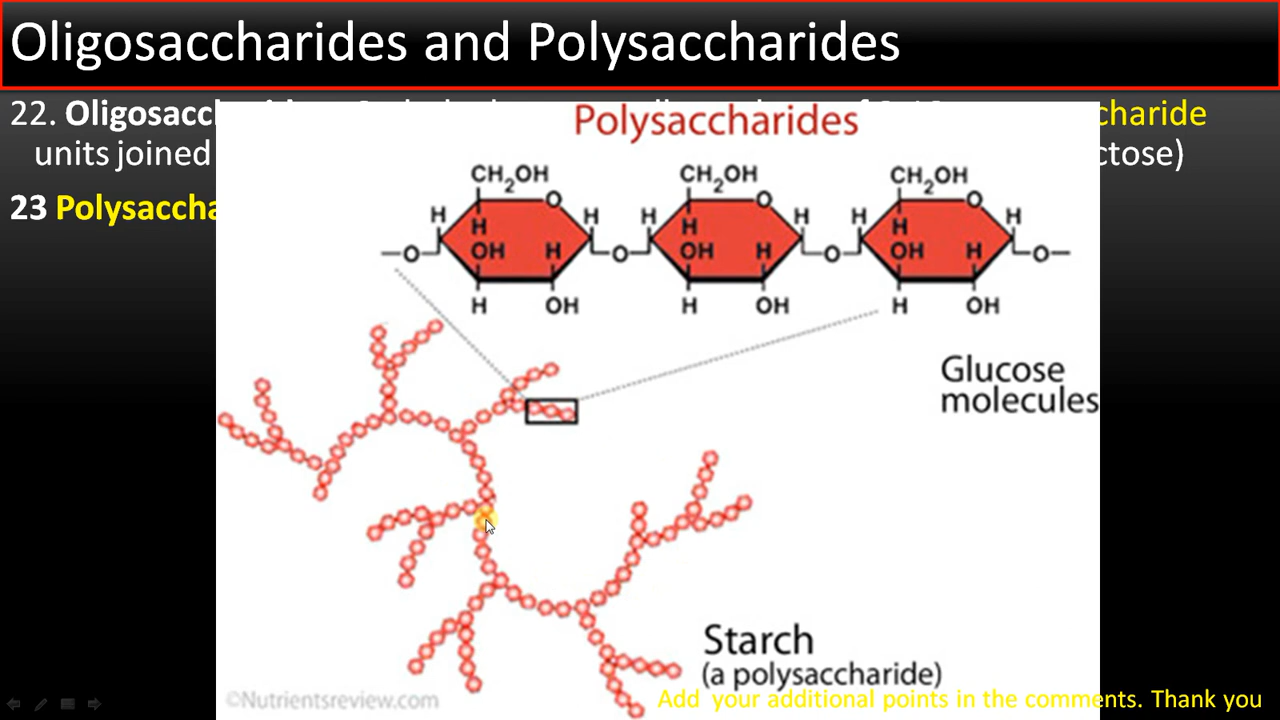 Oligosaccharides and Polysaccharides
22. Oligosacc charide
units joined ctose)
23 Polysaccha
Polysaccharides
CH2OH CH2OH CH2OH
O O O
H H H H H H
H H H
OH H OH H OH H
O O O O
H OH H OH H OH
Glucose
molecules
Starch
(a polysaccharide)
©Nutrientsreview.com
Add your additional points in the comments. Thank you